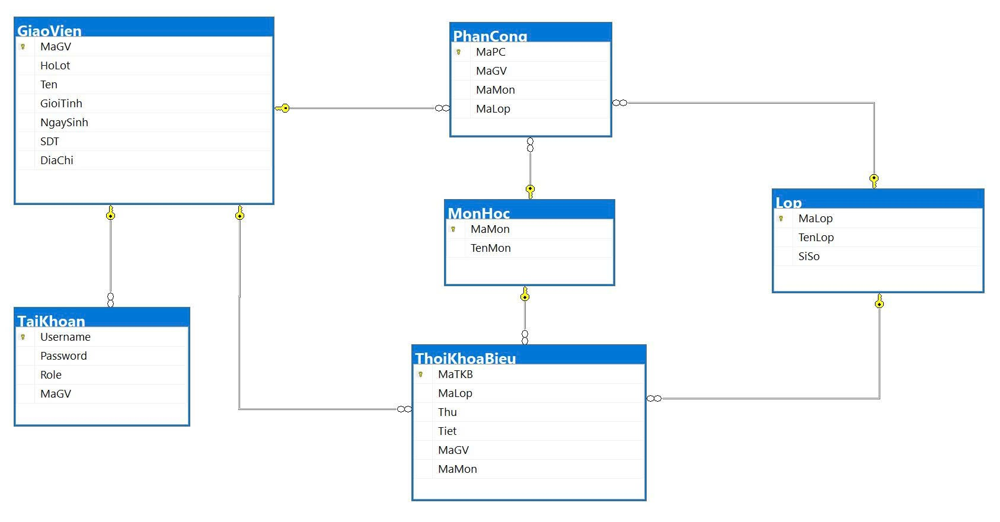 GiaoVien
MaGV
HoLot
Ten
GioiTinh
NgaySinh
SDT
DiaChi
PhanCong
MaPC
MaGV
MaMon
MaLop
MonHoc
MaMon
TenMon
Lop
MaLop
TenLop
SiSo
TaiKhoan
Username
Password
Role
MaGV
ThoiKhoaBieu
MaTKB
MaLop
Thu
Tiet
MaGV
MaMon